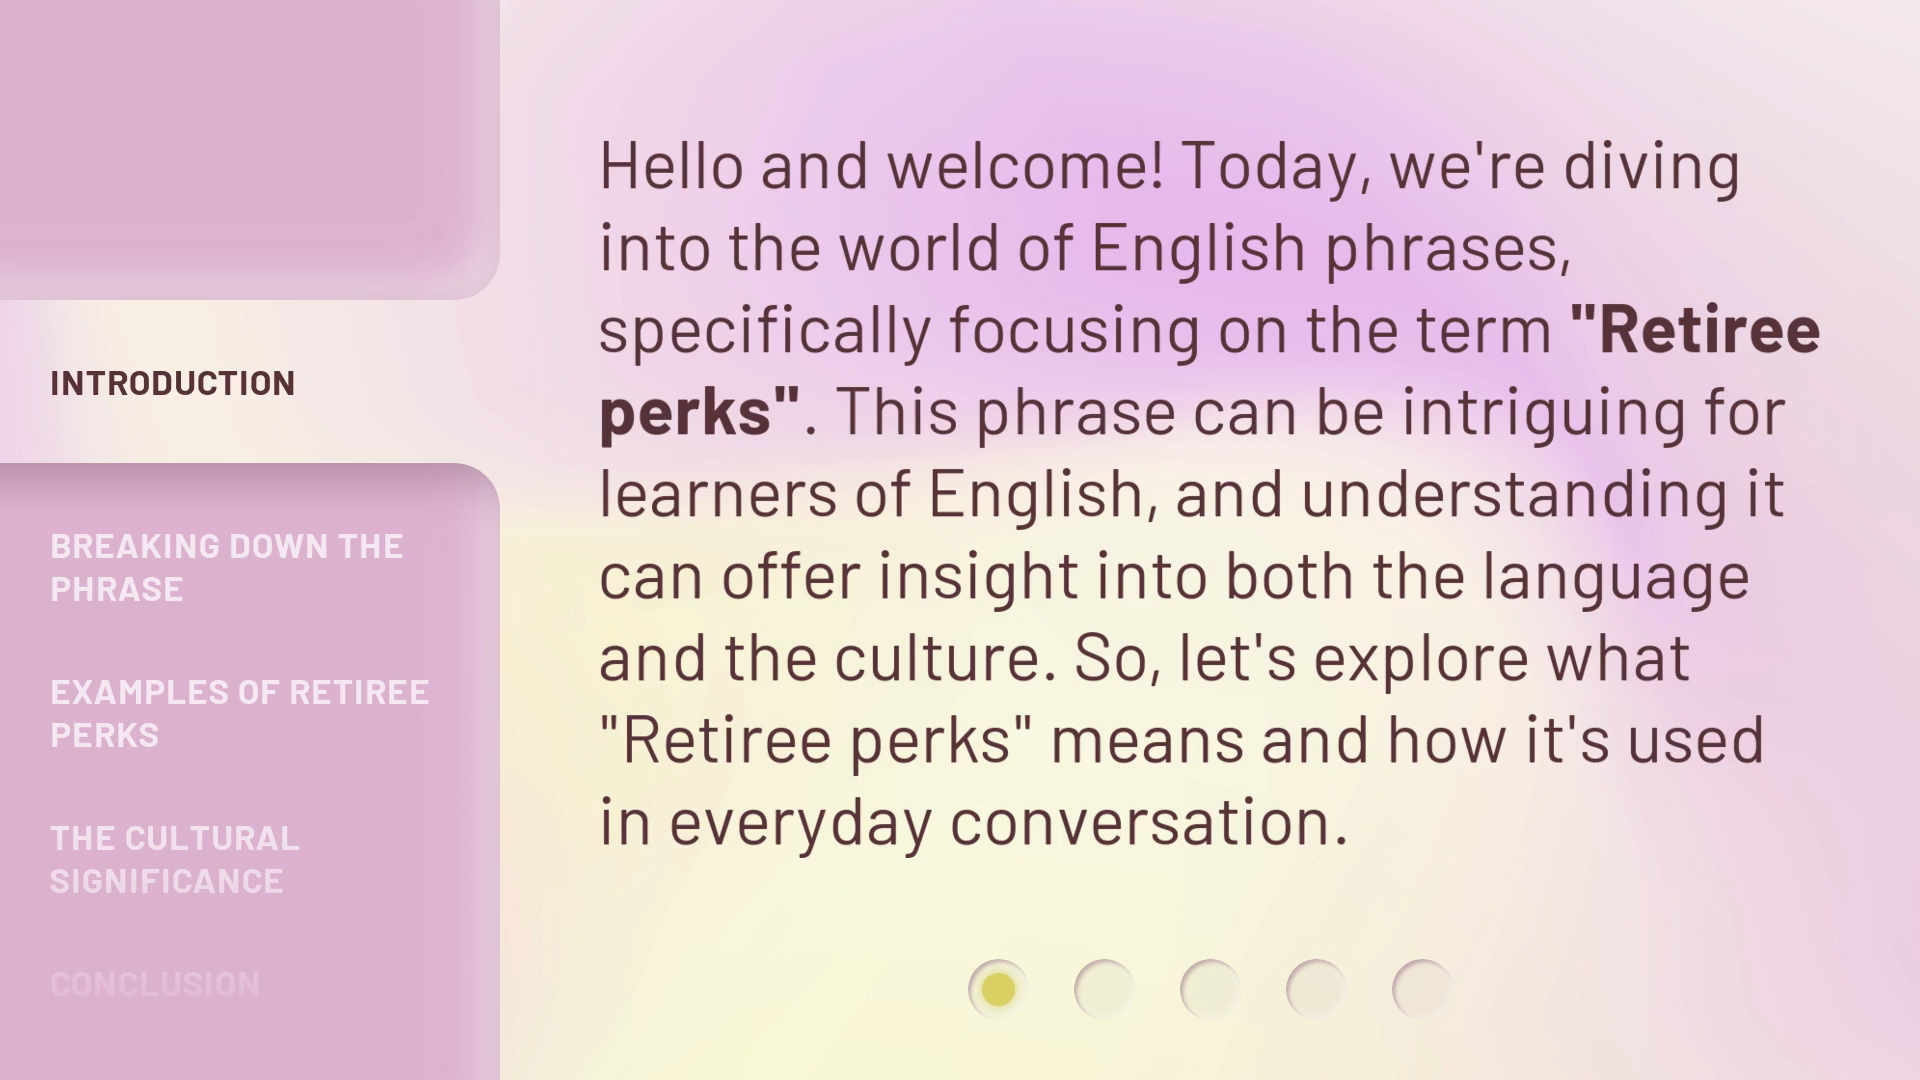 INTRODUCTION
BREAKING DOWN THE
PHRASE
EXAMPLES OF RETIREE
PERKS
THE CULTURAL
SIGNIFICANCE
CONCLUSION
Hello and welcome! Today, we're diving
into the world of English phrases,
specifically focusing on the term "Retiree
perks". This phrase can be intriguing for
learners of English, and understanding it
can offer insight into both the language
and the culture. So, let's explore what
"Retiree perks" means and how it's used
in everyday conversation.